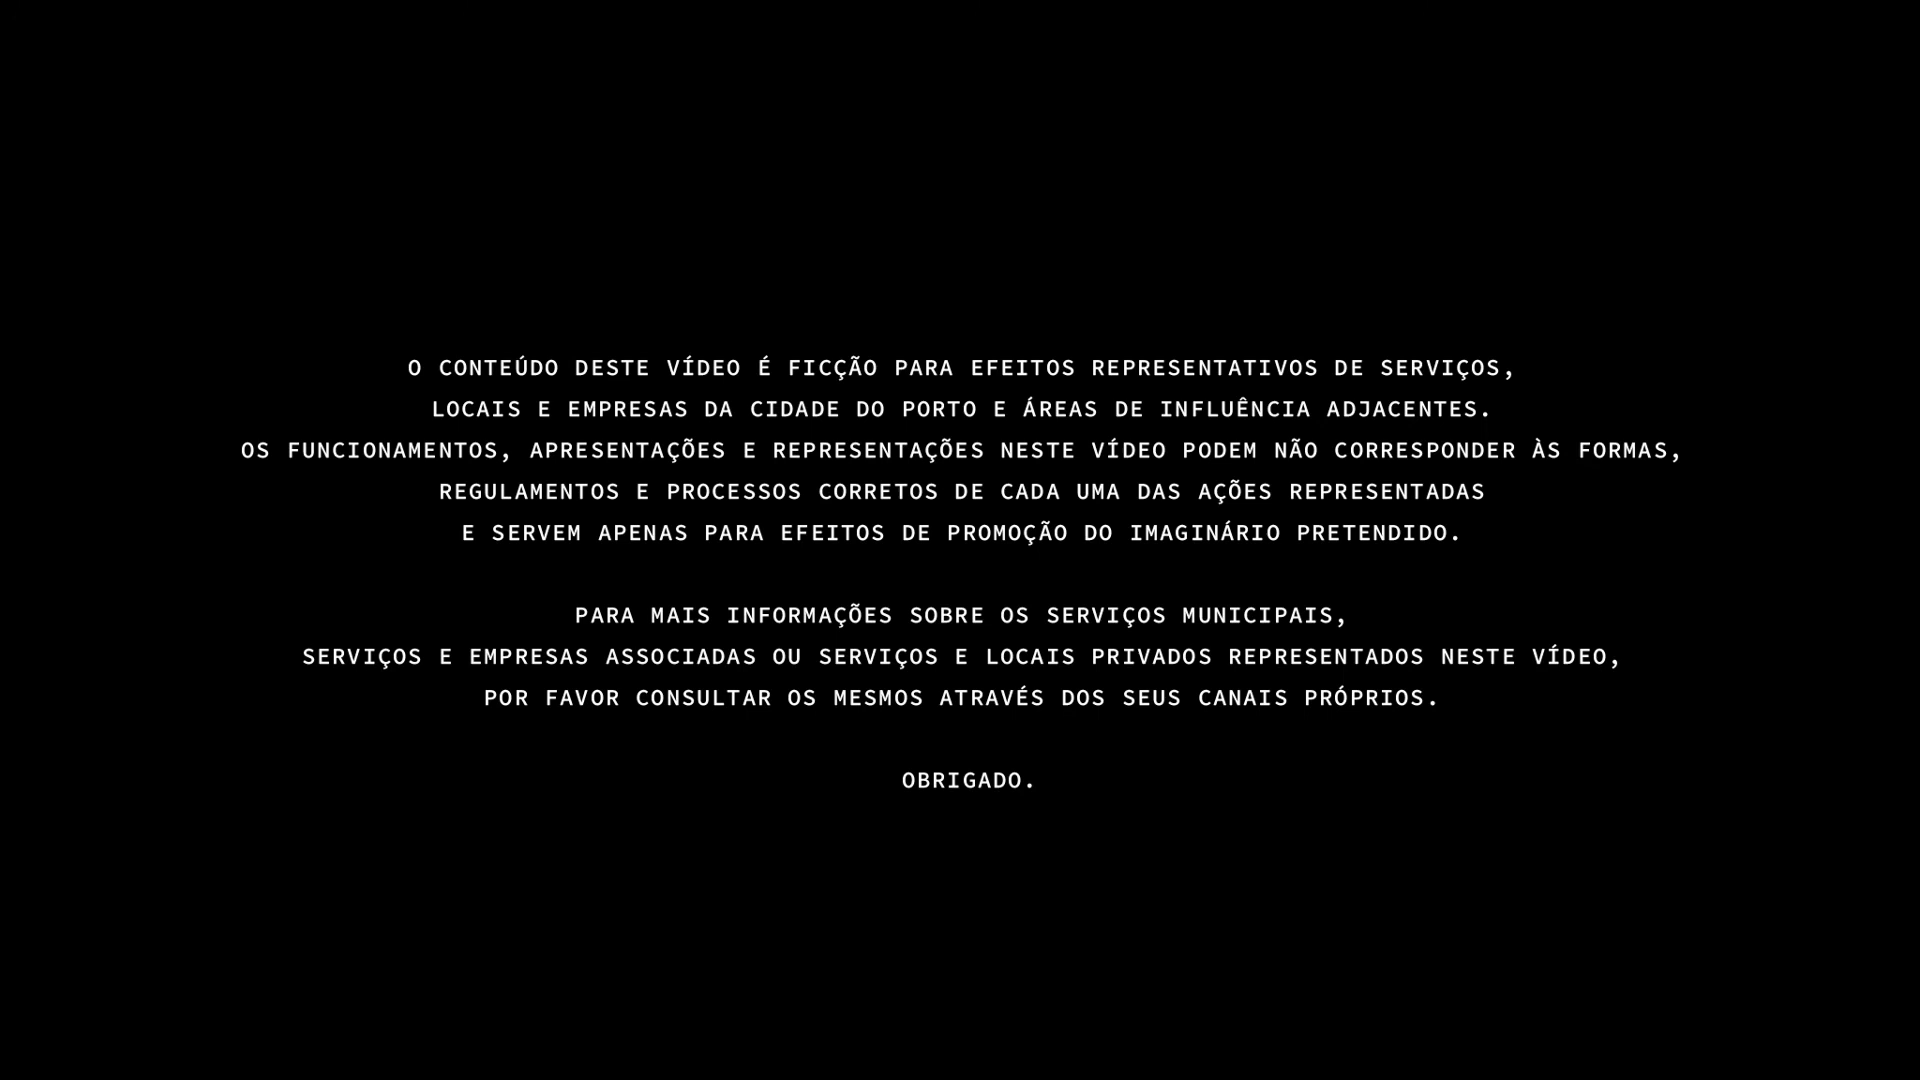 O CONTEÚDO DESTE VÍDEO É FICÇÃO PARA EFEITOS REPRESENTATIVOS DE SERVIÇOS,
LOCAIS E EMPRESAS DA CIDADE DO PORTO E ÁREAS DE INFLUÊNCIA ADJACENTES.
OS FUNCIONAMENTOS, APRESENTAÇÕES E REPRESENTAÇÕES NESTE VÍDEO PODEM NÃO CORRESPONDER ÀS FORMAS,
REGULAMENTOS E PROCESSOS CORRETOS DE CADA UMA DAS AÇÕES REPRESENTADAS
E SERVEM APENAS PARA EFEITOS DE PROMOÇÃO DO IMAGINÁRIO PRETENDIDO.
PARA MAIS INFORMAÇÕES SOBRE OS SERVIÇOS MUNICIPAIS,
SERVIÇOS E EMPRESAS ASSOCIADAS OU SERVIÇOS E LOCAIS PRIVADOS REPRESENTADOS NESTE VÍDEO,
POR FAVOR CONSULTAR OS MESMOS ATRAVÉS DOS SEUS CANAIS PRÓPRIOS.
OBRIGADO.